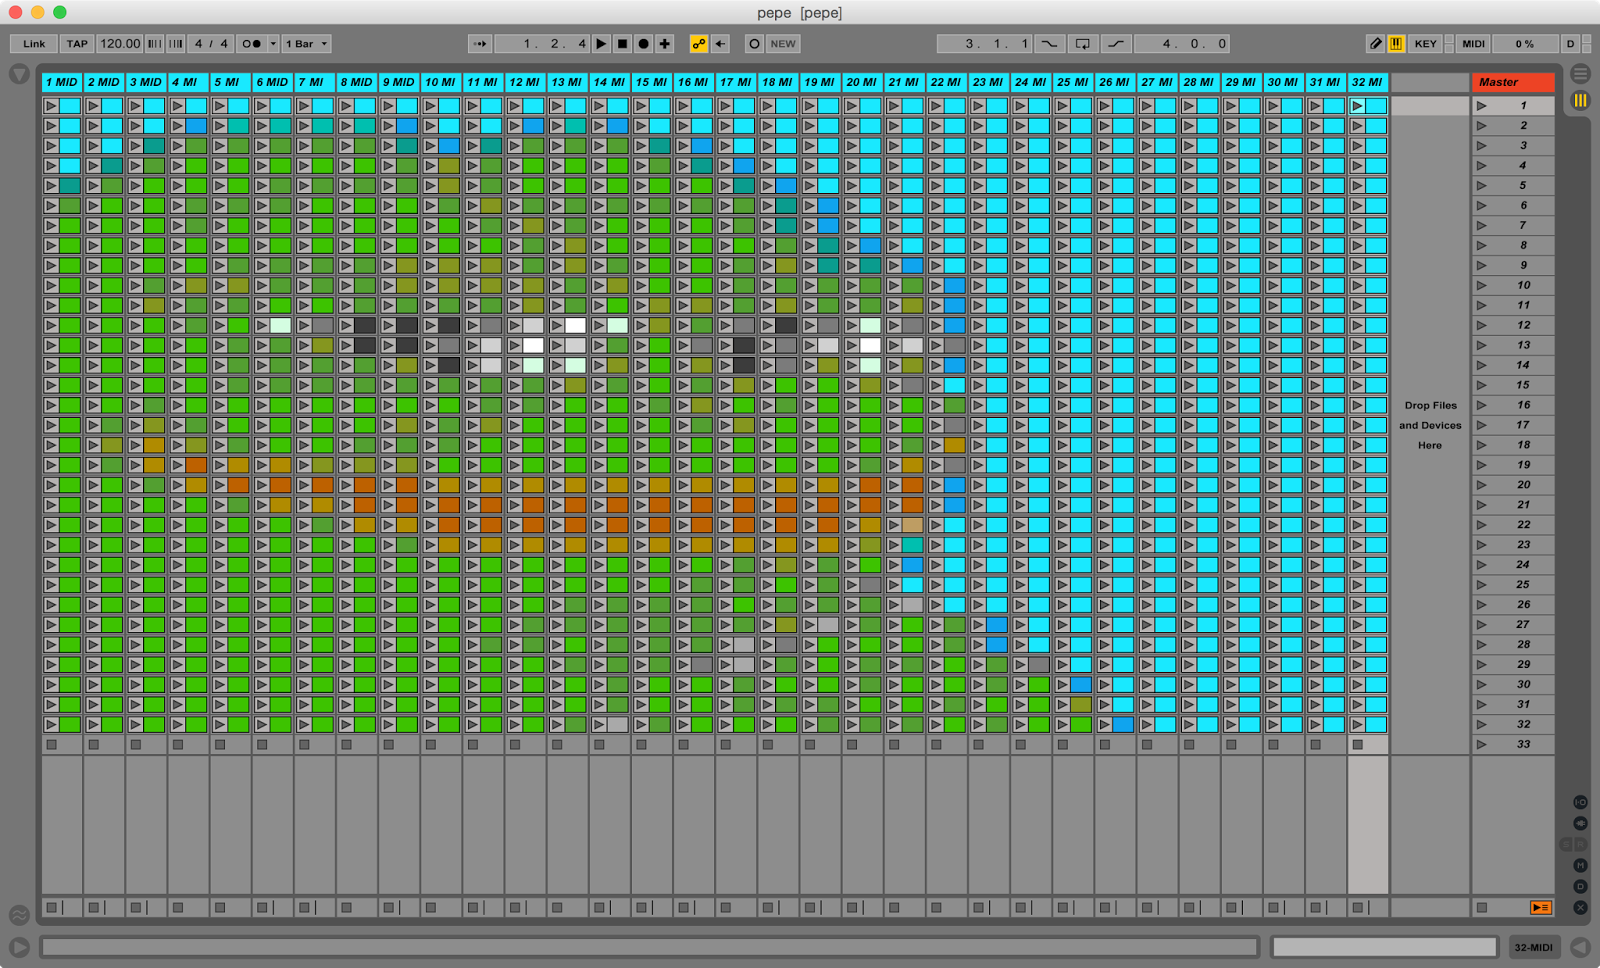 pepe [pepe]
Link TAP 120.00 4 / 4 1 Bar 1. 2. 4 NEW 3. 1. 1 4. 0. 0 KEY MIDI 0 % D
1 MID 2 MID 3 MID 4 MI 5 MI 6 MID 7 MI 8 MID 9 MID 10 MI 11 MI 12 MI 13 MI 14 MI 15 MI 16 MI 17 MI 18 MI 19 MI 20 MI 21 MI 22 MI 23 MI 24 MI 25 MI 26 MI 27 MI 28 MI 29 MI 30 MI 31 MI 32 MI Master
1
2
3
4
5
6
7
8
9
10
11
12
13
14
15
Drop Files 16
and Devices 17
Here 18
19
20
21
22
23
24
25
26
27
28
29
30
31
32
33
I-O
R
M
D
32-MIDI